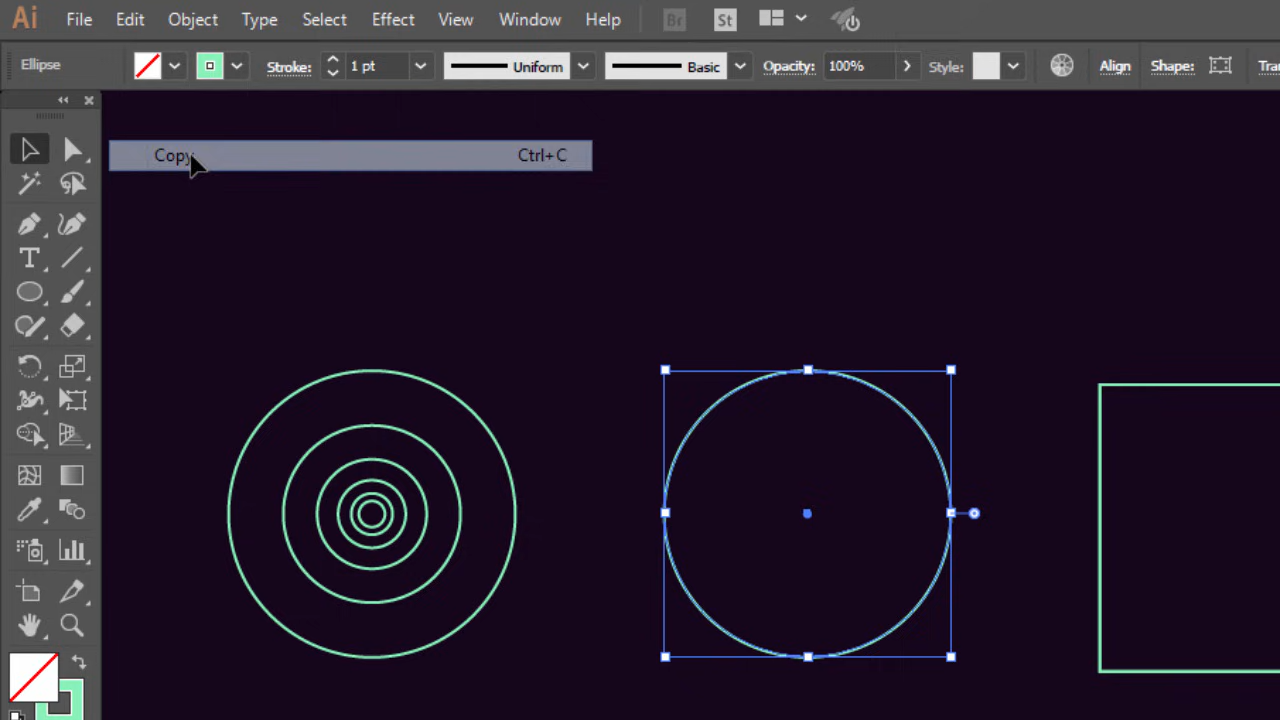 Ai File Edit Object Type Select Effect View Window Help Br St
Ellipse Stroke: 1 pt Uniform Basic Opacity: 100% Style: Align Shape: Tra
Copy Ctrl+C